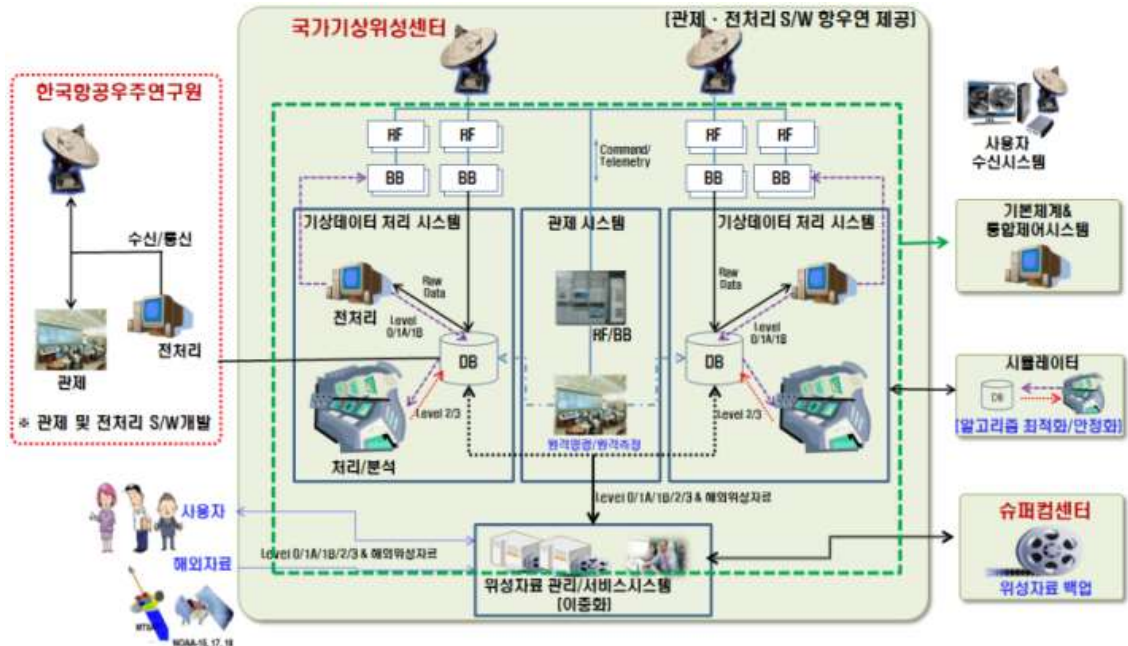 국가기상위성센터
[관제 · 전처리 S/W 항우연 제공]
한국항공우주연구원
수신/통신
관제
전처리
※ 관제 및 전처리 S/W개발
RF
RF
BB
BB
Command/
Telemetry
RF
RF
BB
BB
기상데이터 처리 시스템
전처리
Raw
Data
Level
0/1A/1B
DB
Level 2/3
처리/분석
관제 시스템
RF/BB
원격명령/원격측정
기상데이터 처리 시스템
Raw
Data
Level
0/1A/1B
DB
Level 2/3
Level 0/1A/1B/2/3 & 해외위성자료
사용자
수신시스템
기본체계&
통합제어시스템
시뮬레이터
DB
[알고리즘 최적화/안정화]
슈퍼컴센터
위성자료 백업
사용자
Level 0/1A/1B/2/3 & 해외위성자료
해외자료
위성자료 관리/서비스시스템
[이중화]
NOAA-16, 17, 18